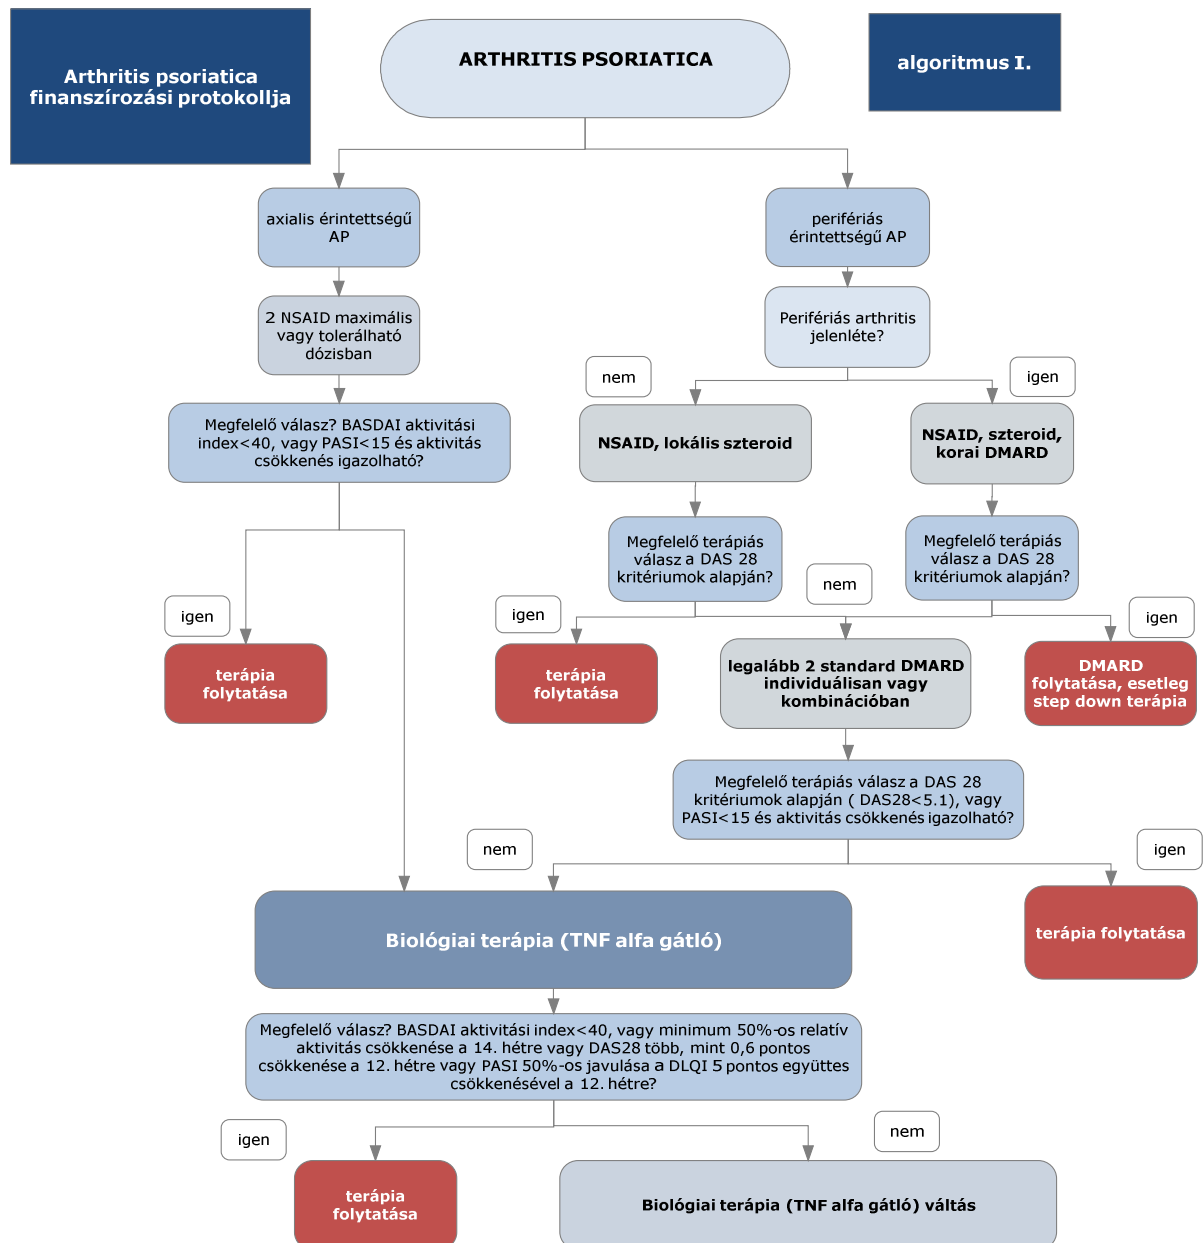 Arthritis psoriatica
finanszírozási protokollja
ARTHRITIS PSORIATICA
algoritmus I.
axialis érintettségű
AP
perifériás
érintettségű AP
2 NSAID maximális
vagy tolerálható
dózisban
Perifériás arthritis
jelenléte?
nem
igen
Megfelelő válasz? BASDAI aktivitási
index<40, vagy PASI<15 és aktivitás
csökkenés igazolható?
NSAID, lokális szteroid
NSAID, szteroid,
korai DMARD
Megfelelő terápiás
válasz a DAS 28
kritériumok alapján?
Megfelelő terápiás
válasz a DAS 28
kritériumok alapján?
nem
igen
igen
igen
terápia
folytatása
terápia
folytatása
legalább 2 standard DMARD
individuálisan vagy
kombinációban
DMARD
folytatása, esetleg
step down terápia
Megfelelő terápiás válasz a DAS 28
kritériumok alapján ( DAS28<5.1), vagy
PASI<15 és aktivitás csökkenés igazolható?
nem
igen
Biológiai terápia (TNF alfa gátló)
terápia folytatása
Megfelelő válasz? BASDAI aktivitási index<40, vagy minimum 50%-os relatív
aktivitás csökkenése a 14. hétre vagy DAS28 több, mint 0,6 pontos
csökkenése a 12. hétre vagy PASI 50%-os javulása a DLQI 5 pontos együttes
csökkenésével a 12. hétre?
igen
nem
terápia
folytatása
Biológiai terápia (TNF alfa gátló) váltás